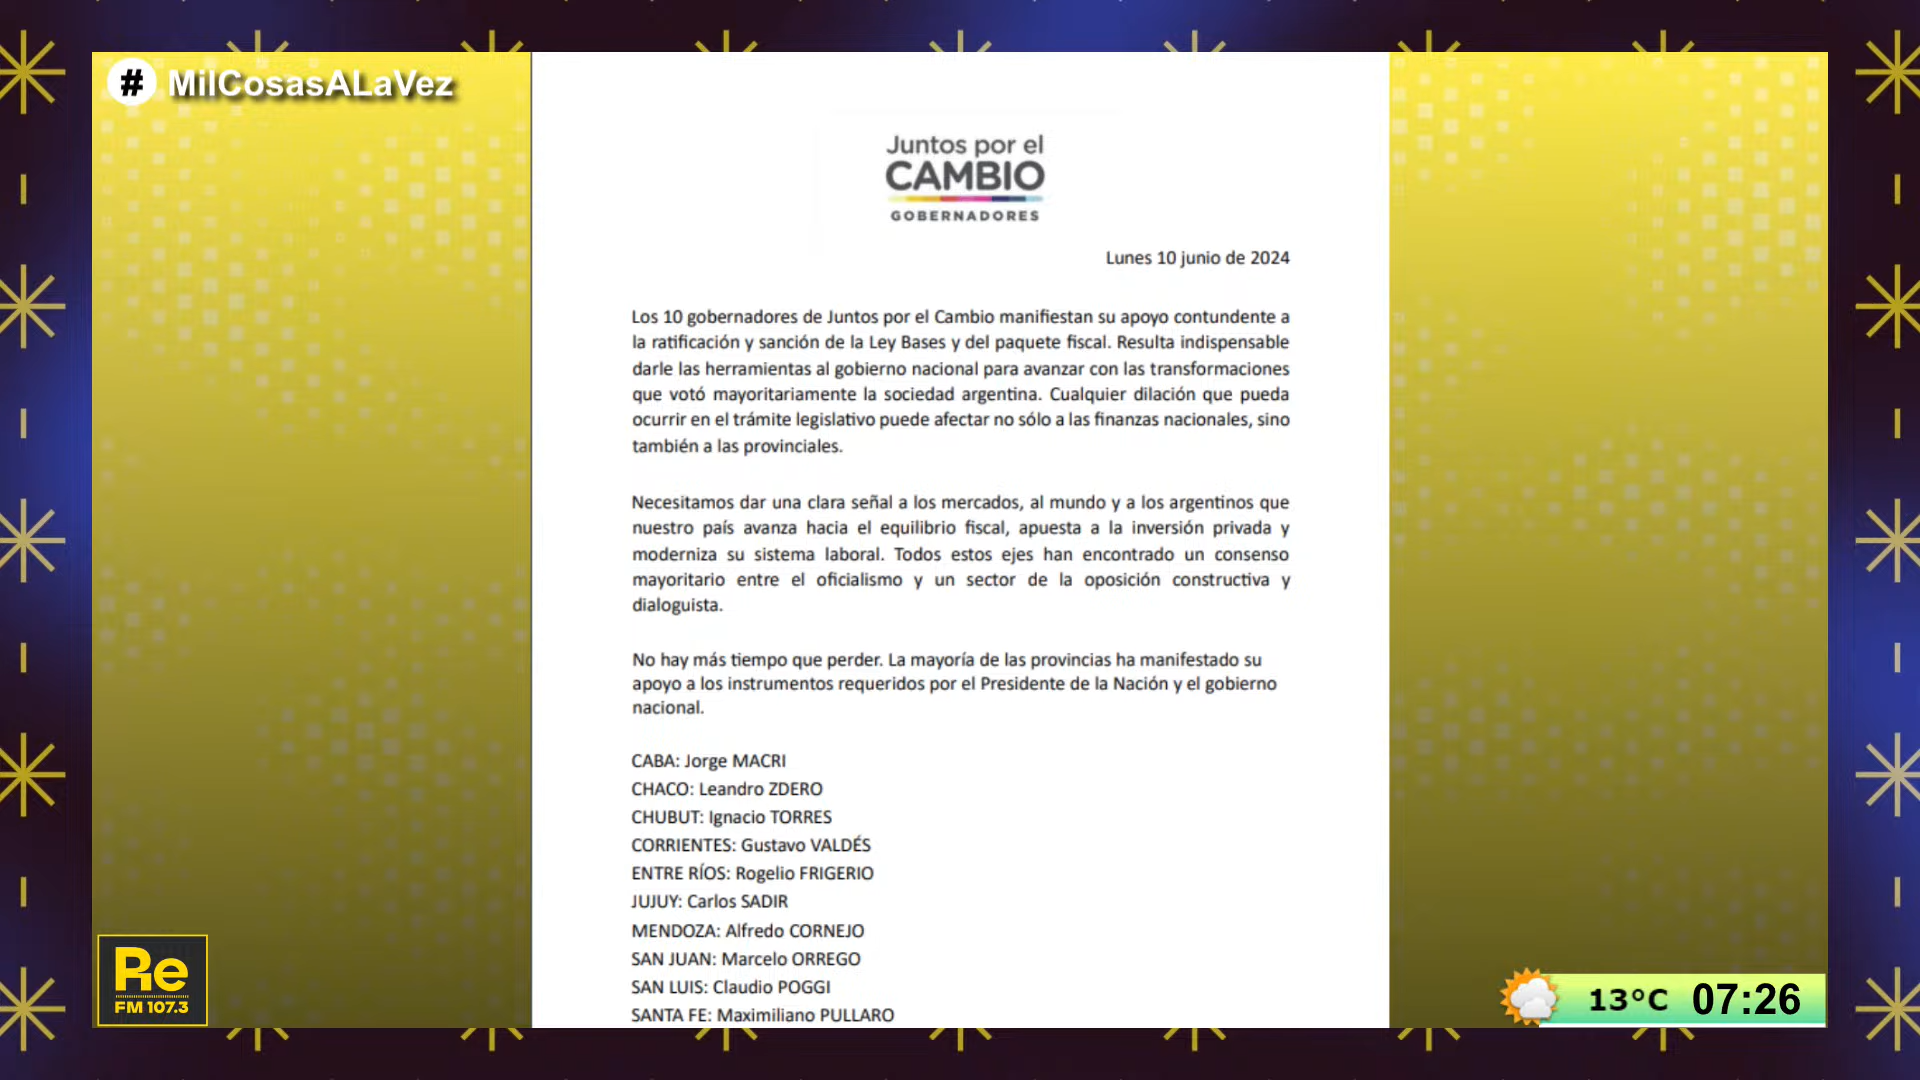 # MilCosasALaVez
Juntos por el
CAMBIO
GOBERNADORES
Lunes 10 junio de 2024
Los 10 gobernadores de Juntos por el Cambio manifiestan su apoyo contundente a
la ratificación y sanción de la Ley Bases y del paquete fiscal. Resulta indispensable
darle las herramientas al gobierno nacional para avanzar con las transformaciones
que votó mayoritariamente la sociedad argentina. Cualquier dilación que pueda
ocurrir en el trámite legislativo puede afectar no sólo a las finanzas nacionales, sino
también a las provinciales.
Necesitamos dar una clara señal a los mercados, al mundo y a los argentinos que
nuestro país avanza hacia el equilibrio fiscal, apuesta a la inversión privada y
moderniza su sistema laboral. Todos estos ejes han encontrado un consenso
mayoritario entre el oficialismo y un sector de la oposición constructiva y
dialoguista.
No hay más tiempo que perder. La mayoría de las provincias ha manifestado su
apoyo a los instrumentos requeridos por el Presidente de la Nación y el gobierno
nacional.
CABA: Jorge MACRI
CHACO: Leandro ZDERO
CHUBUT: Ignacio TORRES
CORRIENTES: Gustavo VALDÉS
ENTRE RÍOS: Rogelio FRIGERIO
JUJUY: Carlos SADIR
MENDOZA: Alfredo CORNEJO
SAN JUAN: Marcelo ORREGO
SAN LUIS: Claudio POGGI
SANTA FE: Maximiliano PULLARO
Re
FM 107.3
13°C 07:26